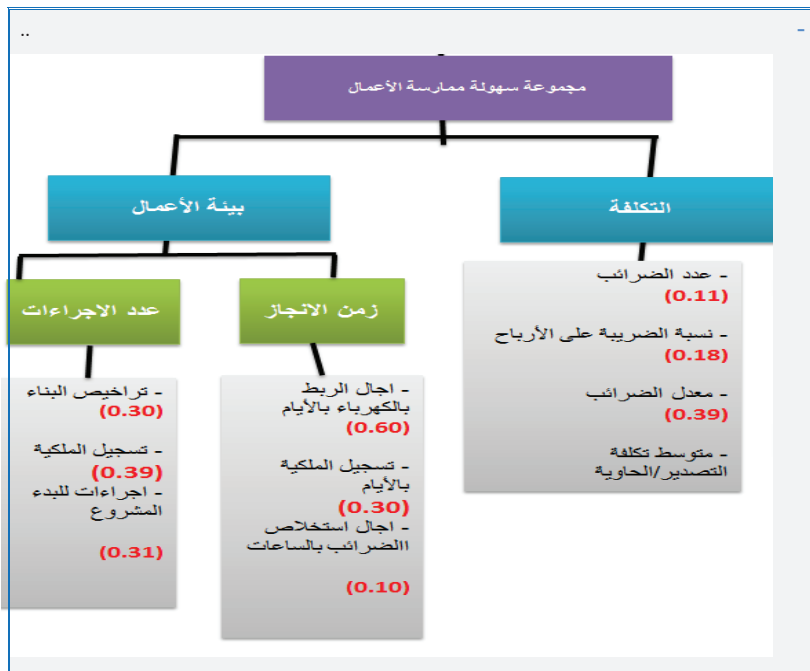 ..
-
مجموعة سهولة ممارسة الأعمال
التكلفة
- عدد الضرائب
(0.11)
- نسبة الضريبة على الأرباح
(0.18)
- معدل الضرائب
(0.39)
- متوسط تكلفة
التصدير/الحاوية
بيئة الأعمال
زمن الانجاز
- اجال الربط
بالكهرباء بالأيام
(0.60)
- تسجيل الملكية
بالأيام
(0.30)
- اجال استخلاص
االضرائب بالساعات
(0.10)
عدد الاجراءات
- تراخيص البناء
(0.30)
- تسجيل الملكية
(0.39)
- اجراءات للبدء
المشروع
(0.31)